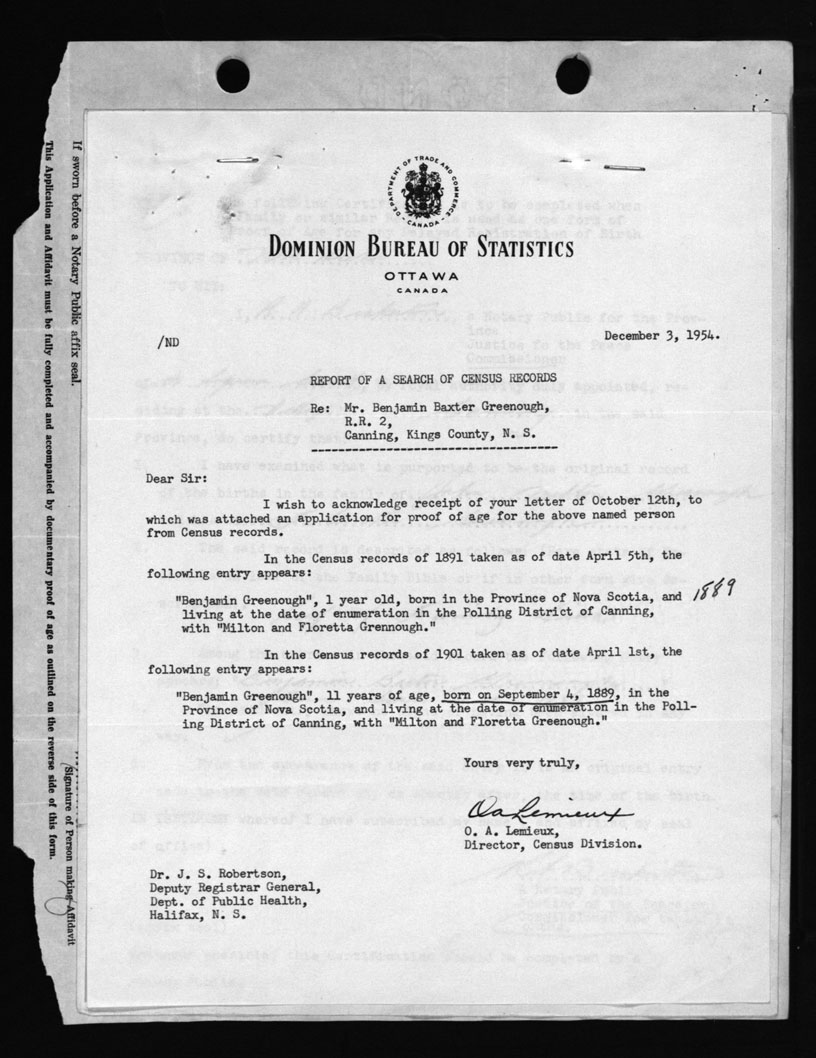 DEPARTMENT OF TRADE AND COMMERCE
CANADA
DOMINION BUREAU OF STATISTICS
OTTAWA
CANADA
/ND
December 3, 1954.
REPORT OF A SEARCH OF CENSUS RECORDS
Re: Mr. Benjamin Baxter Greenough,
R.R. 2,
Canning, Kings County, N. S.
Dear Sir:
I wish to acknowledge receipt of your letter of October 12th, to
which was attached an application for proof of age for the above named person
from Census records.
In the Census records of 1891 taken as of date April 5th, the
following entry appears:
"Benjamin Greenough", 1 year old, born in the Province of Nova Scotia, and 1889
living at the date of enumeration in the Polling District of Canning,
with "Milton and Floretta Grennough."
In the Census records of 1901 taken as of date April 1st, the
following entry appears:
"Benjamin Greenough", 11 years of age, born on September 4, 1889, in the
Province of Nova Scotia, and living at the date of enumeration in the Poll-
ing District of Canning, with "Milton and Floretta Greenough."
Yours very truly,
O A Lemieux
O. A. Lemieux,
Director, Census Division.
Dr. J. S. Robertson,
Deputy Registrar General,
Dept. of Public Health,
Halifax, N. S.
If sworn before a Notary Public affix seal.
This Application and Affidavit must be fully completed and accompanied by documentary proof of age as outlined on the reverse side of this form.
Signature of Person making Affidavit